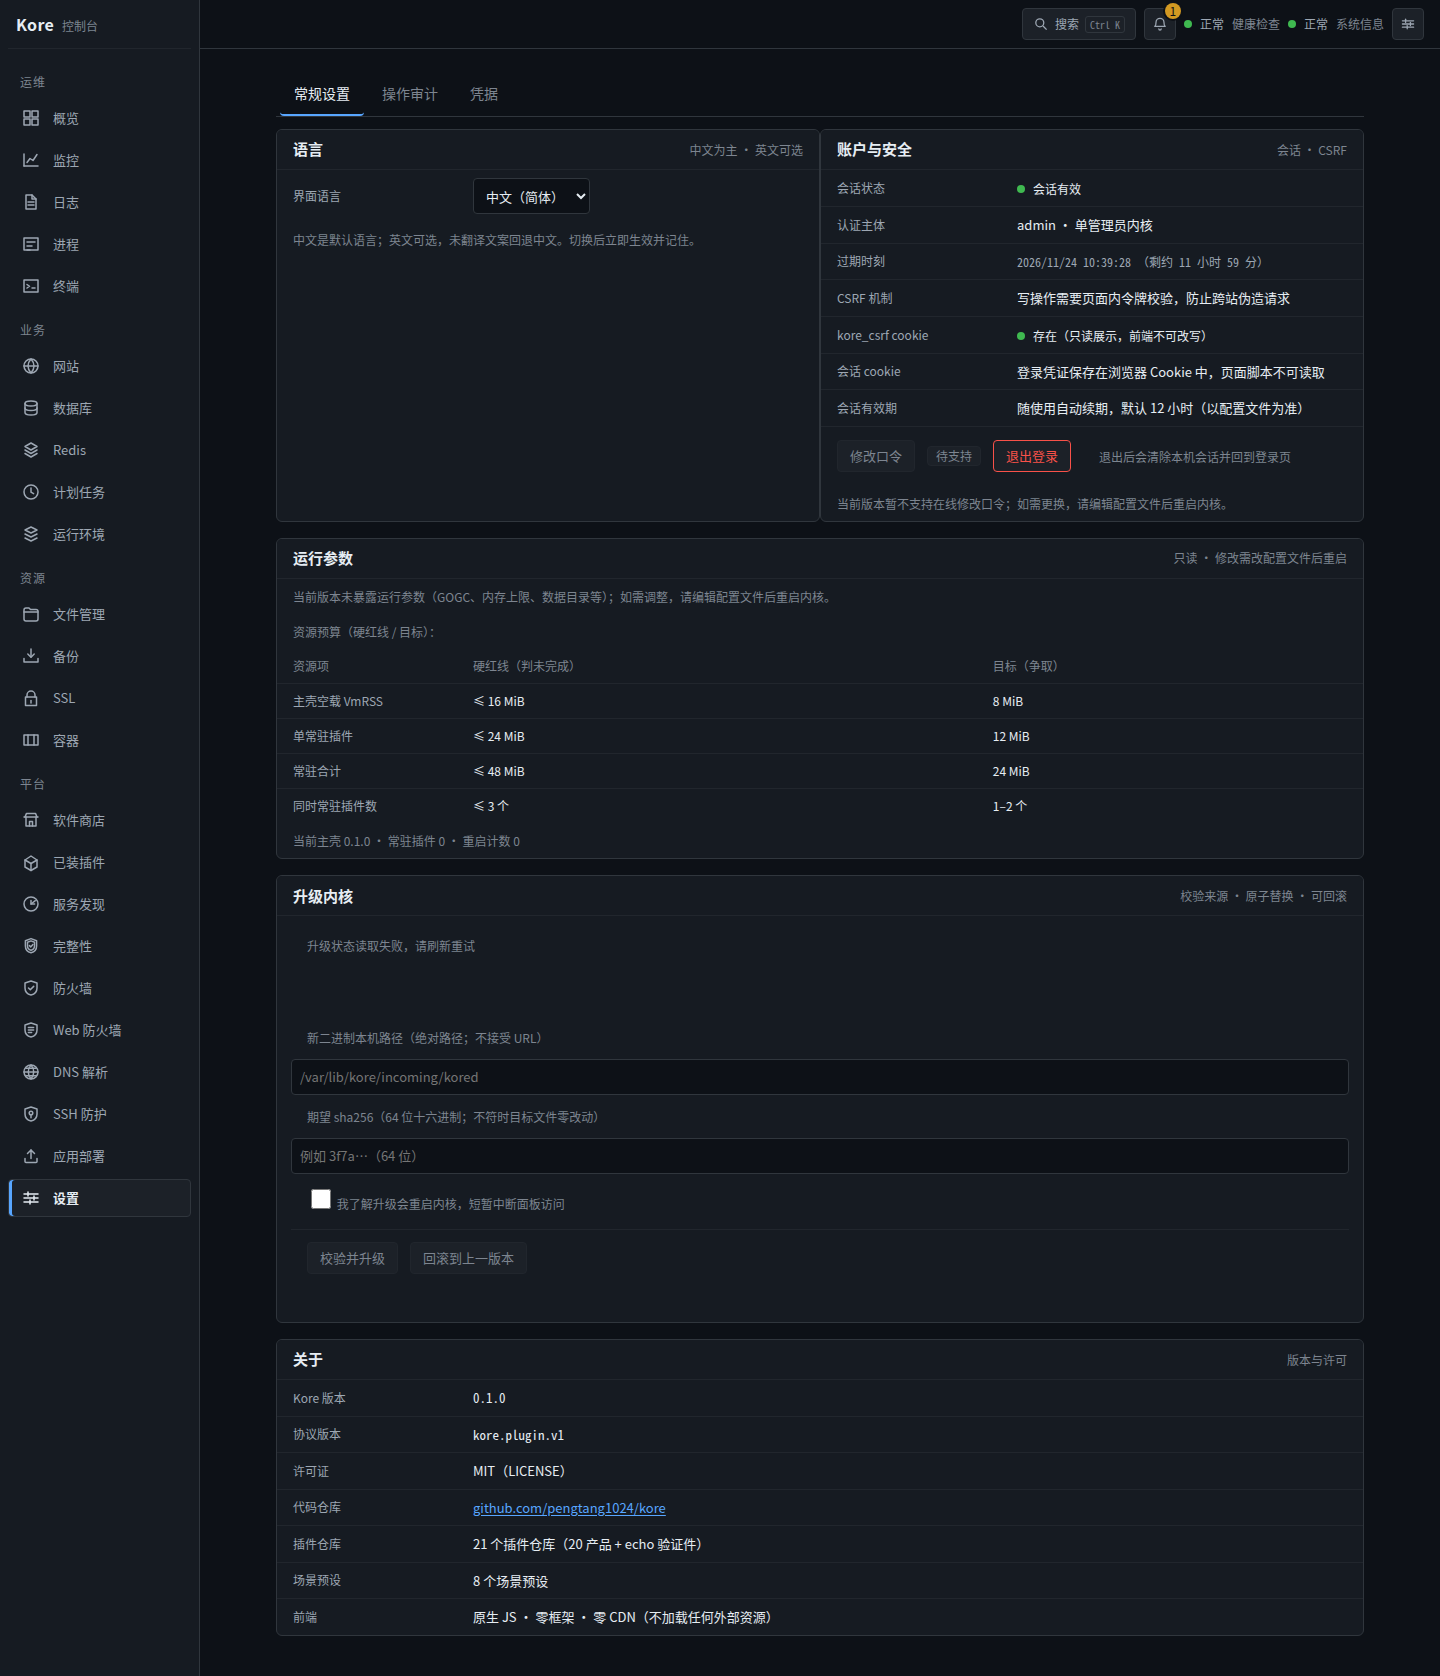 Kore 控制台
搜索 Ctrl K
1
正常 健康检查
正常 系统信息
运维
概览
监控
日志
进程
终端
业务
网站
数据库
Redis
计划任务
运行环境
资源
文件管理
备份
SSL
容器
平台
软件商店
已装插件
服务发现
完整性
防火墙
Web 防火墙
DNS 解析
SSH 防护
应用部署
设置
常规设置 操作审计 凭据
语言 中文为主 · 英文可选
界面语言 中文（简体）
中文是默认语言；英文可选，未翻译文案回退中文。切换后立即生效并记住。
账户与安全 会话 · CSRF
会话状态 会话有效
认证主体 admin · 单管理员内核
过期时刻 2026/11/24 10:39:28 （剩约 11 小时 59 分）
CSRF 机制 写操作需要页面内令牌校验，防止跨站伪造请求
kore_csrf cookie 存在（只读展示，前端不可改写）
会话 cookie 登录凭证保存在浏览器 Cookie 中，页面脚本不可读取
会话有效期 随使用自动续期，默认 12 小时（以配置文件为准）
修改口令 待支持 退出登录 退出后会清除本机会话并回到登录页
当前版本暂不支持在线修改口令；如需更换，请编辑配置文件后重启内核。
运行参数 只读 · 修改需改配置文件后重启
当前版本未暴露运行参数（GOGC、内存上限、数据目录等）；如需调整，请编辑配置文件后重启内核。
资源预算（硬红线 / 目标）：
资源项 硬红线（判未完成） 目标（争取）
主壳空载 VmRSS ≤ 16 MiB 8 MiB
单常驻插件 ≤ 24 MiB 12 MiB
常驻合计 ≤ 48 MiB 24 MiB
同时常驻插件数 ≤ 3 个 1–2 个
当前主壳 0.1.0 · 常驻插件 0 · 重启计数 0
升级内核 校验来源 · 原子替换 · 可回滚
升级状态读取失败，请刷新重试
新二进制本机路径（绝对路径；不接受 URL）
/var/lib/kore/incoming/kored
期望 sha256（64 位十六进制；不符时目标文件零改动）
例如 3f7a…（64 位）
我了解升级会重启内核，短暂中断面板访问
校验并升级 回滚到上一版本
关于 版本与许可
Kore 版本 0.1.0
协议版本 kore.plugin.v1
许可证 MIT（LICENSE）
代码仓库 github.com/pengtang1024/kore
插件仓库 21 个插件仓库（20 产品 + echo 验证件）
场景预设 8 个场景预设
前端 原生 JS · 零框架 · 零 CDN（不加载任何外部资源）